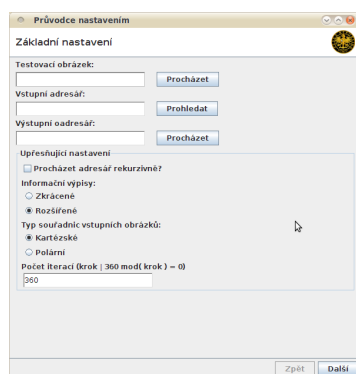 Průvodce nastavením
Základní nastavení
Testovací obrázek:
Procházet
Vstupní adresář:
Prohledat
Výstupní oadresář:
Procházet
Upřesňující nastavení
Procházet adresář rekurzivně?
Informační výpisy:
Zkrácené
Rozšířené
Typ souřadnic vstupních obrázků:
Kartézské
Polární
Počet iterací (krok | 360 mod( krok ) = 0)
360
Zpět Další